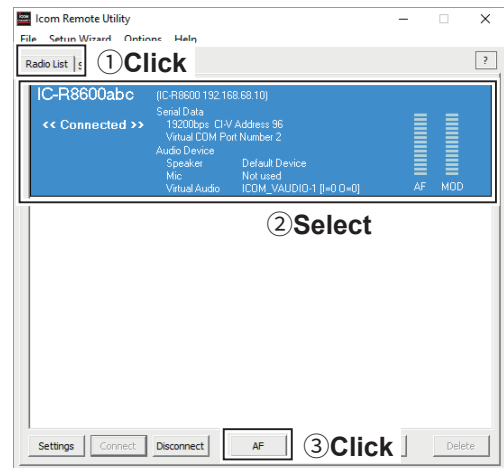 Icom Remote Utility
File Setup Wizard Options Help
Radio List
①Click
?
IC-R8600abc (IC-R8600 192.168.68.10)
<< Connected >>
Serial Data
19200bps CI-V Address 96
Virtual COM Port Number 2
Audio Device
Speaker Default Device
Mic Not used
Virtual Audio ICOM_VAUDIO-1 [I=0 O=0]
AF MOD
②Select
Settings Connect Disconnect AF ③Click Delete